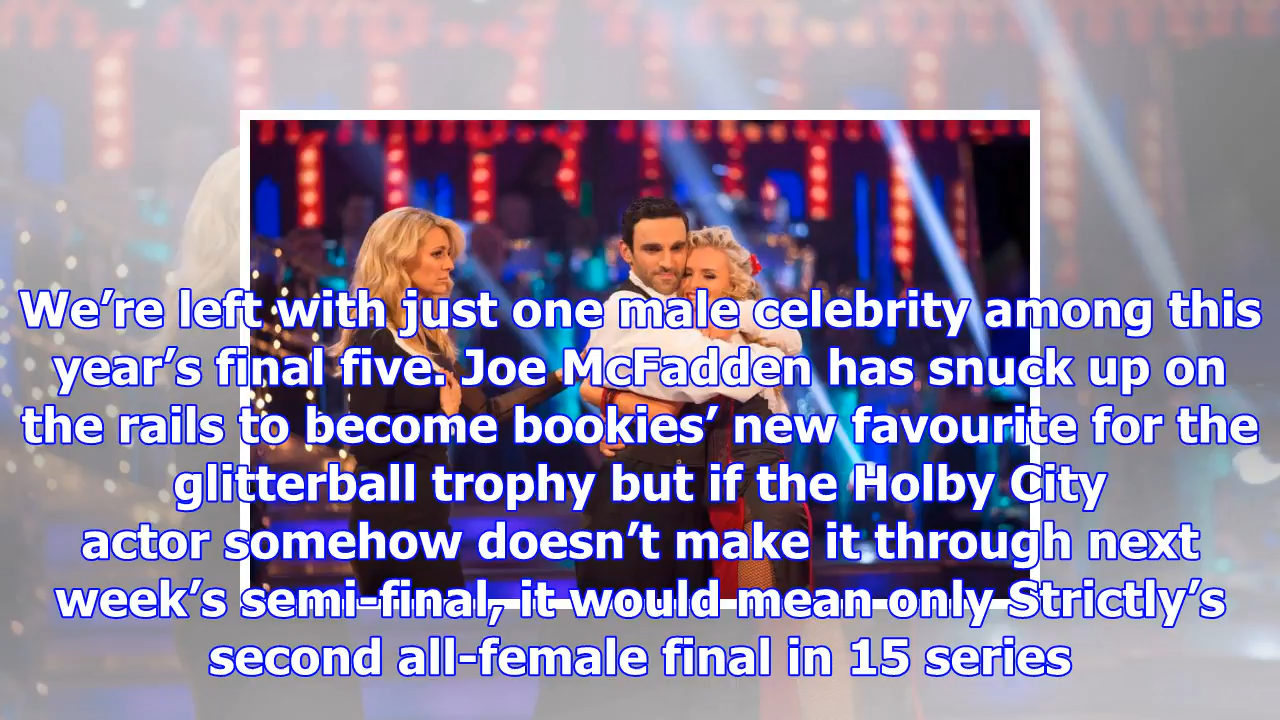 We’re left with just one male celebrity among this
year’s final five. Joe McFadden has snuck up on
the rails to become bookies’ new favourite for the
glitterball trophy but if the Holby City
actor somehow doesn’t make it through next
week’s semi-final, it would mean only Strictly’s
second all-female final in 15 series